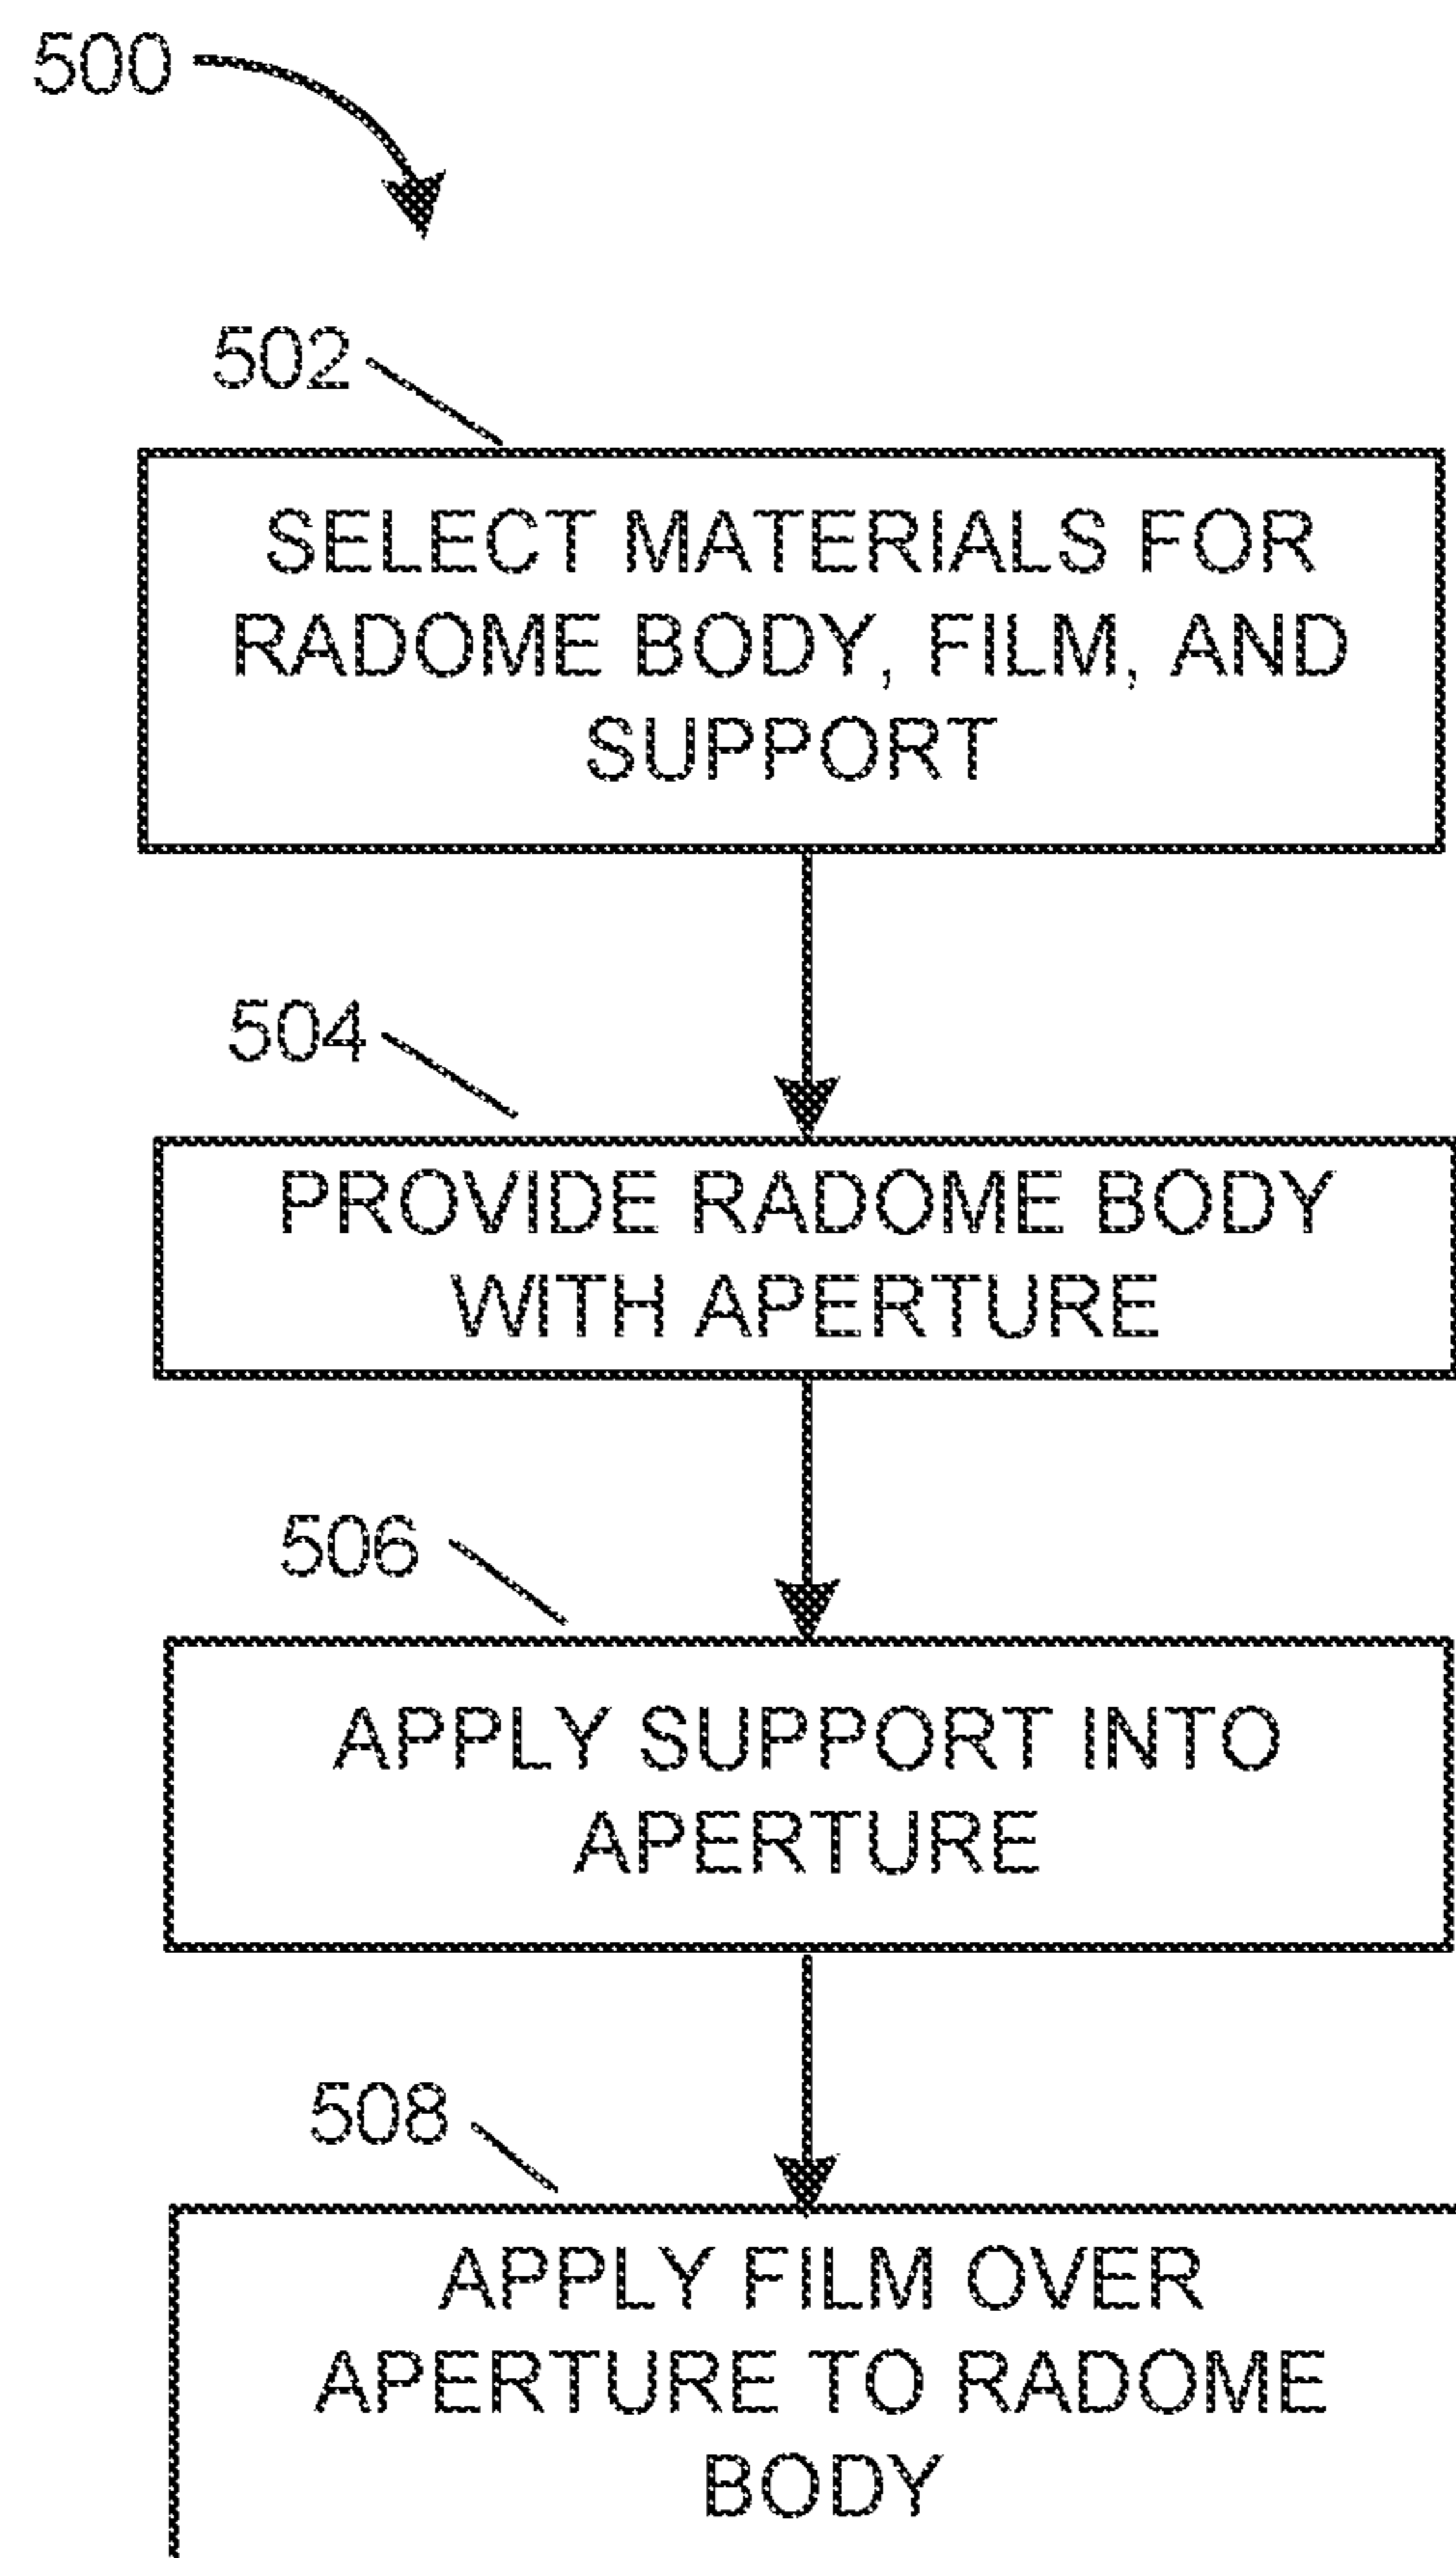 500
502
SELECT MATERIALS FOR
RADOME BODY, FILM, AND
SUPPORT
504
PROVIDE RADOME BODY
WITH APERTURE
506
APPLY SUPPORT INTO
APERTURE
508
APPLY FILM OVER
APERTURE TO RADOME
BODY